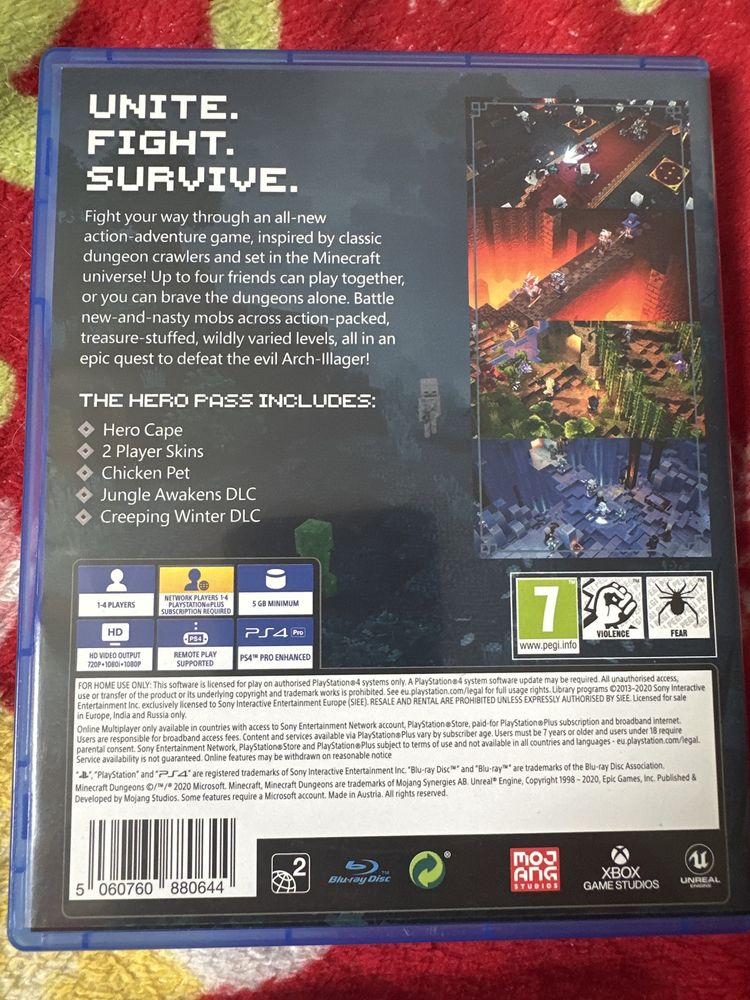 UNITE.
FIGHT.
SURVIVE.
Fight your way through an all-new
action-adventure game, inspired by classic
dungeon crawlers and set in the Minecraft
universe! Up to four friends can play together,
or you can brave the dungeons alone. Battle
new-and-nasty mobs across action-packed,
treasure-stuffed, wildly varied levels, all in an
epic quest to defeat the evil Arch-Illager!
THE HERO PASS INCLUDES:
Hero Cape
2 Player Skins
Chicken Pet
Jungle Awakens DLC
Creeping Winter DLC
1-4 PLAYERS
NETWORK PLAYERS 1-4
PLAYSTATION®PLUS
SUBSCRIPTION REQUIRED
5 GB MINIMUM
HD
HD VIDEO OUTPUT
720P•1080i•1080P
PS4
REMOTE PLAY
SUPPORTED
PS4 Pro
PS4™ PRO ENHANCED
7
www.pegi.info
VIOLENCE
FEAR
FOR HOME USE ONLY: This software is licensed for play on authorised PlayStation®4 systems only. A PlayStation®4 system software update may be required. All unauthorised access,
use or transfer of the product or its underlying copyright and trademark works is prohibited. See eu.playstation.com/legal for full usage rights. Library programs ©2013-2020 Sony Interactive
Entertainment Inc. exclusively licensed to Sony Interactive Entertainment Europe (SIEE). RESALE AND RENTAL ARE PROHIBITED UNLESS EXPRESSLY AUTHORISED BY SIEE. Licensed for sale
in Europe, India and Russia only.
Online Multiplayer only available in countries with access to Sony Entertainment Network account, PlayStation®Store, paid-for PlayStation®Plus subscription and broadband internet.
Users are responsible for broadband access fees. Content and services available via PlayStation®Plus vary by subscriber age. Users must be 7 years or older and users under 18 require
parental consent. Sony Entertainment Network, PlayStation®Store and PlayStation®Plus subject to terms of use and not available in all countries and languages - eu.playstation.com/legal.
Service availability is not guaranteed. Online features may be withdrawn on reasonable notice
"PlayStation" and "PS4" are registered trademarks of Sony Interactive Entertainment Inc. "Blu-ray Disc™" and "Blu-ray™" are trademarks of the Blu-ray Disc Association.
Minecraft Dungeons ©/™/® 2020 Microsoft. Minecraft, Minecraft Dungeons are trademarks of Mojang Synergies AB. Unreal® Engine, Copyright 1998 – 2020, Epic Games, Inc. Published &
Developed by Mojang Studios. Some features require a Microsoft account. Made in Austria. All rights reserved.
5 060760 880644
2
Blu-ray Disc™
®
MOJ
ANG
STUDIOS
XBOX
GAME STUDIOS
UNREAL
ENGINE